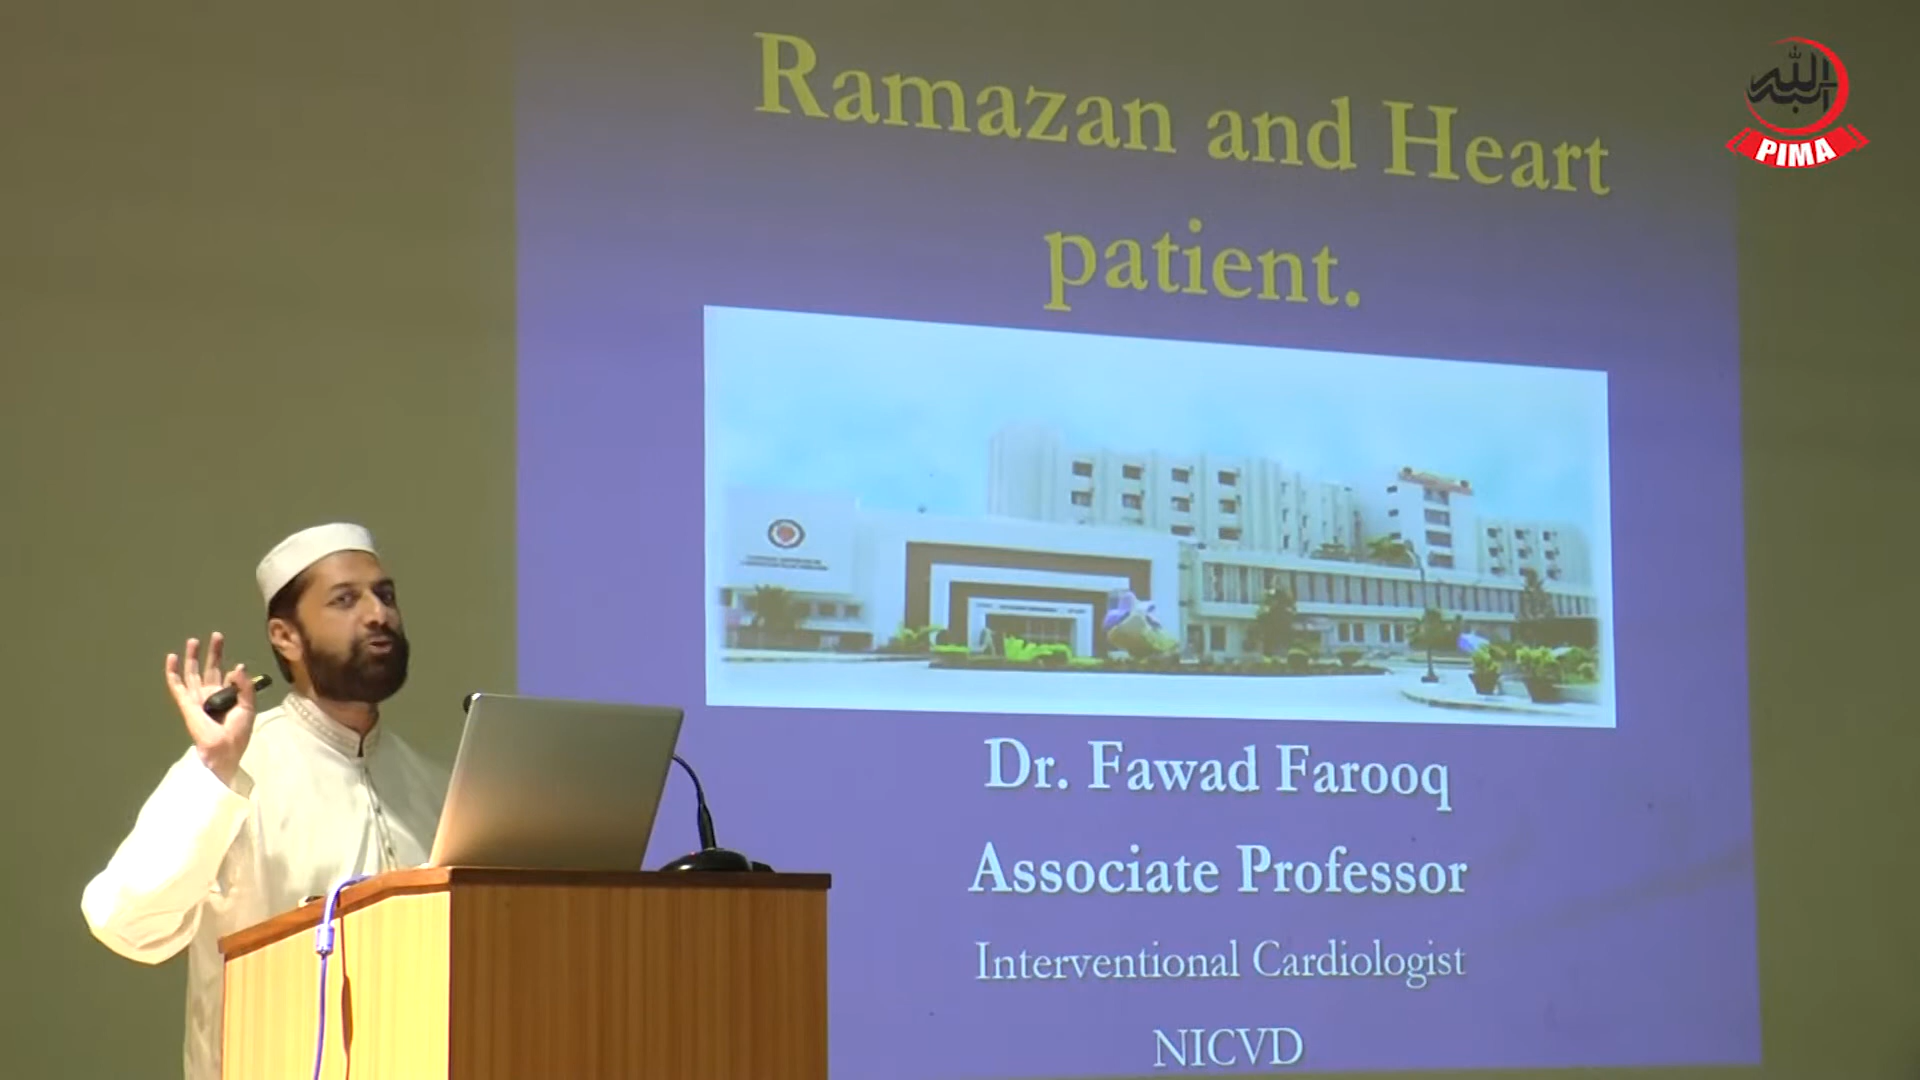 Ramazan and Heart
patient.
Dr. Fawad Farooq
Associate Professor
Interventional Cardiologist
NICVD
PIMA